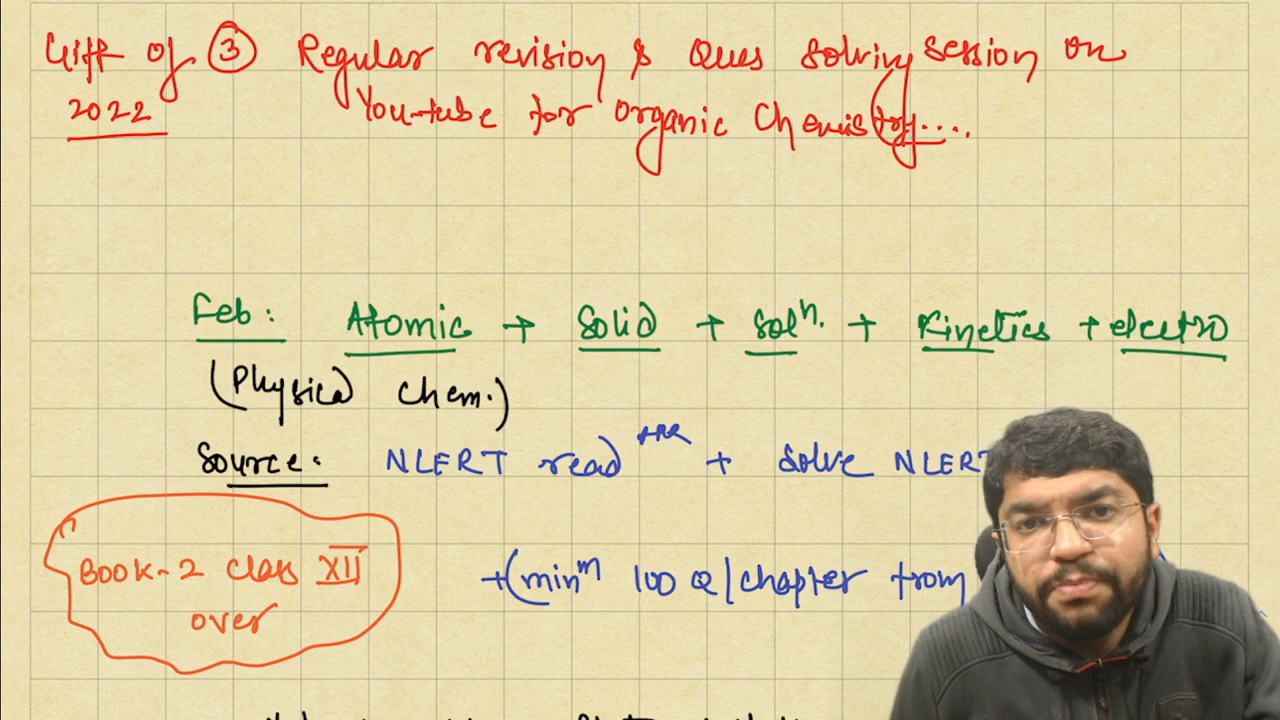 Gift of ③ Regular revision & Ques solving session on
2022 You-tube for Organic Chemistry....
Feb: Atomic + Solid + Solⁿ. + Kinetics + electro
(Physical Chem.)
Source: NCERT read + Solve NCERT
BOOK-2 Class XII
over
+(minᵐ 100 Q/chapter from